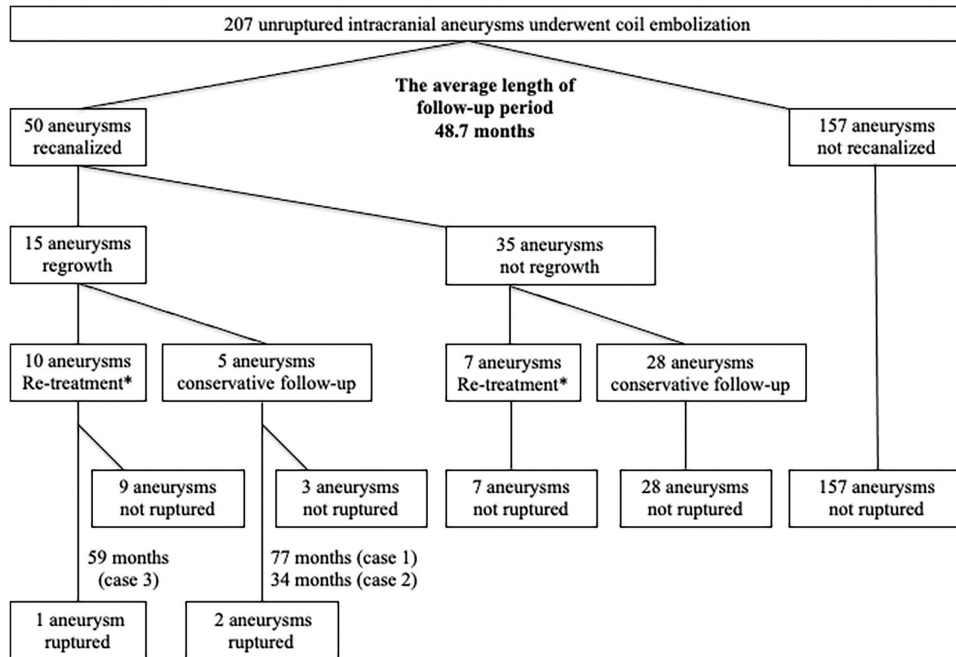 207 unruptured intracranial aneurysms underwent coil embolization
The average length of
follow-up period
48.7 months
50 aneurysms
recanalized
157 aneurysms
not recanalized
15 aneurysms
regrowth
35 aneurysms
not regrowth
10 aneurysms
Re-treatment*
5 aneurysms
conservative follow-up
7 aneurysms
Re-treatment*
28 aneurysms
conservative follow-up
9 aneurysms
not ruptured
3 aneurysms
not ruptured
7 aneurysms
not ruptured
28 aneurysms
not ruptured
157 aneurysms
not ruptured
59 months
(case 3)
77 months (case 1)
34 months (case 2)
1 aneurysm
ruptured
2 aneurysms
ruptured